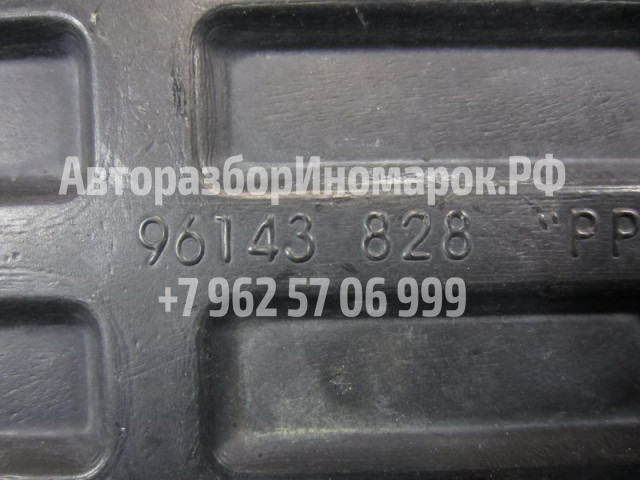 АвторазборИномарок.РФ
96143 828 "PP
+7 962 57 06 999